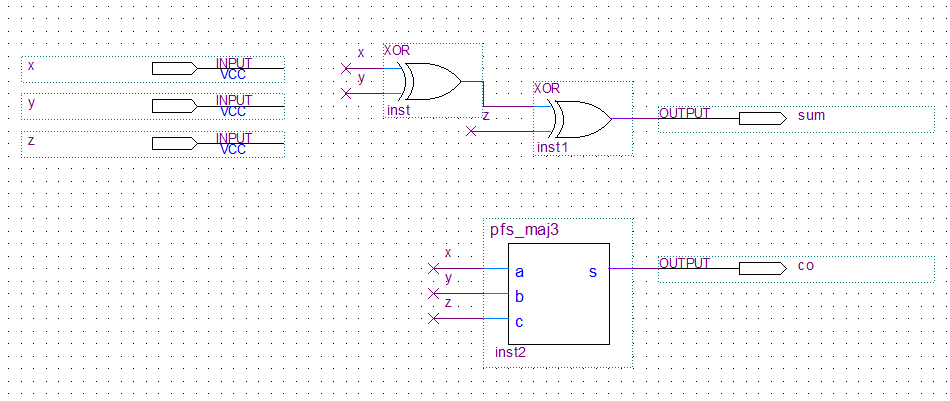 x
INPUT
VCC
y
INPUT
VCC
z
INPUT
VCC
XOR
x
y
inst
XOR
z
inst1
OUTPUT
sum
pfs_maj3
x
a
y
b
z
c
s
inst2
OUTPUT
co